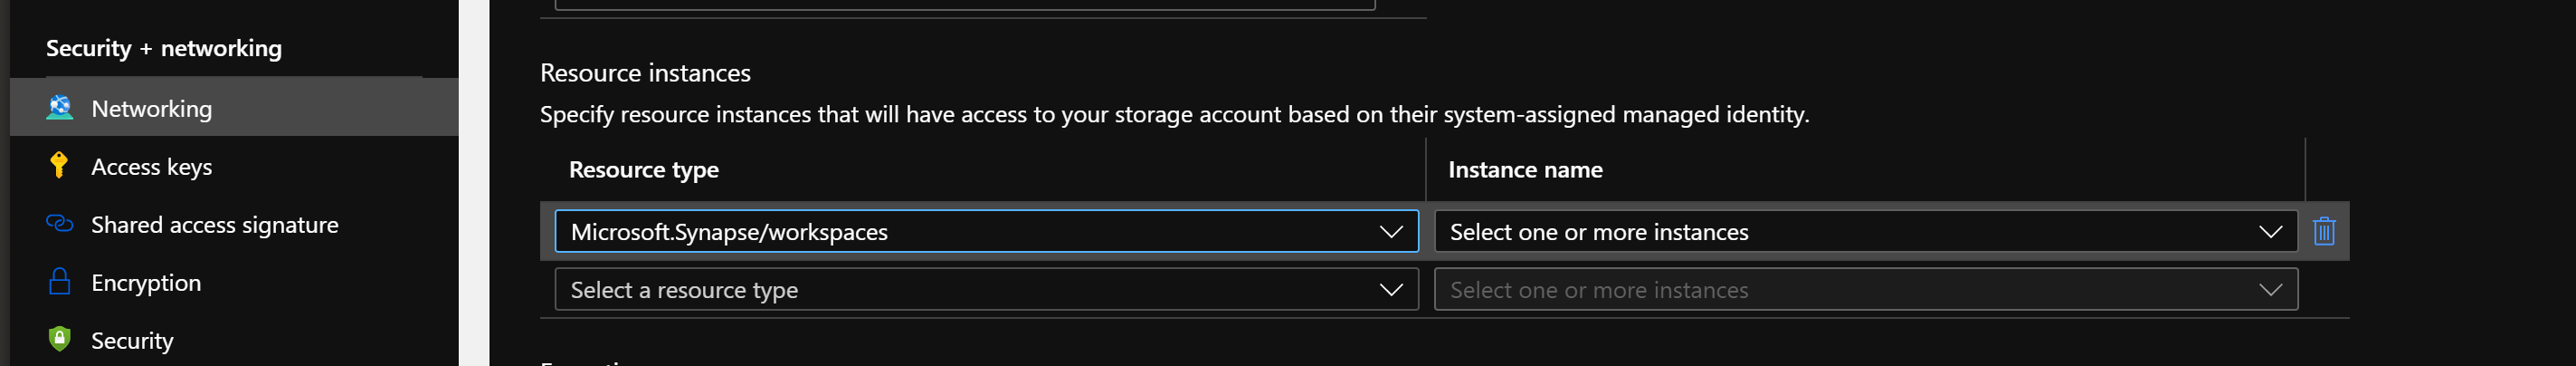 Security + networking
Networking
Access keys
Shared access signature
Encryption
Security
Resource instances
Specify resource instances that will have access to your storage account based on their system-assigned managed identity.
Resource type
Instance name
Microsoft.Synapse/workspaces
Select one or more instances
Select a resource type
Select one or more instances